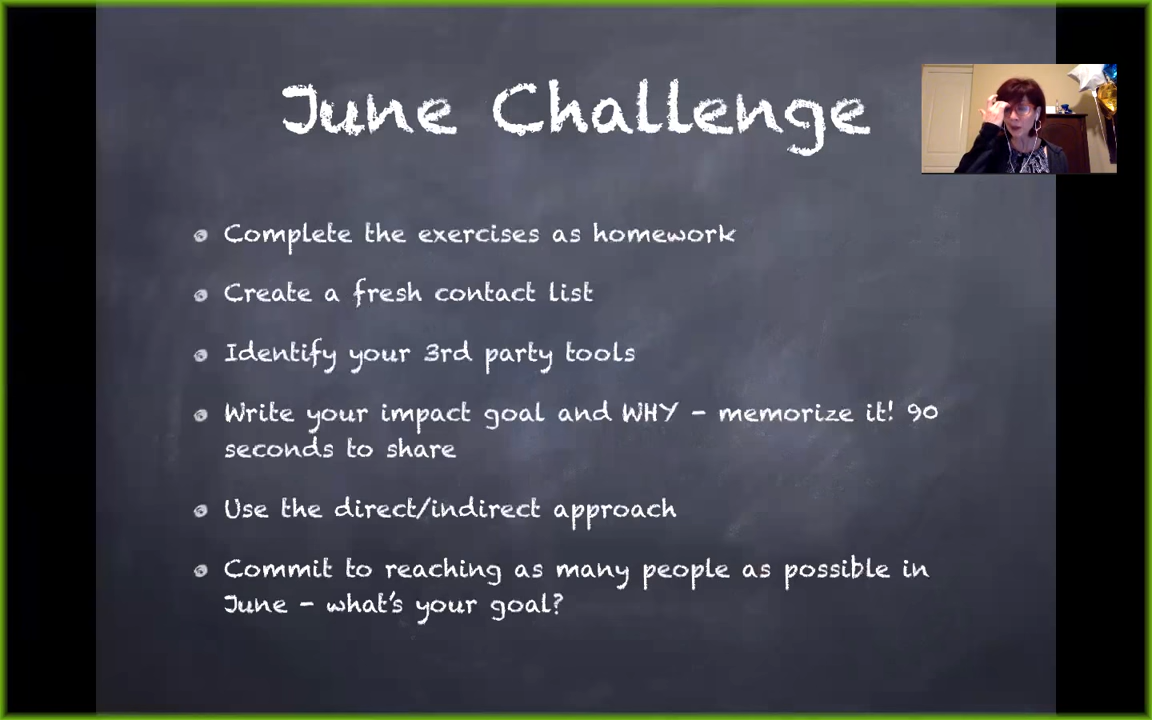 June Challenge
Complete the exercises as homework
Create a fresh contact list
Identify your 3rd party tools
Write your impact goal and WHY - memorize it! 90
seconds to share
Use the direct/indirect approach
Commit to reaching as many people as possible in
June - what's your goal?